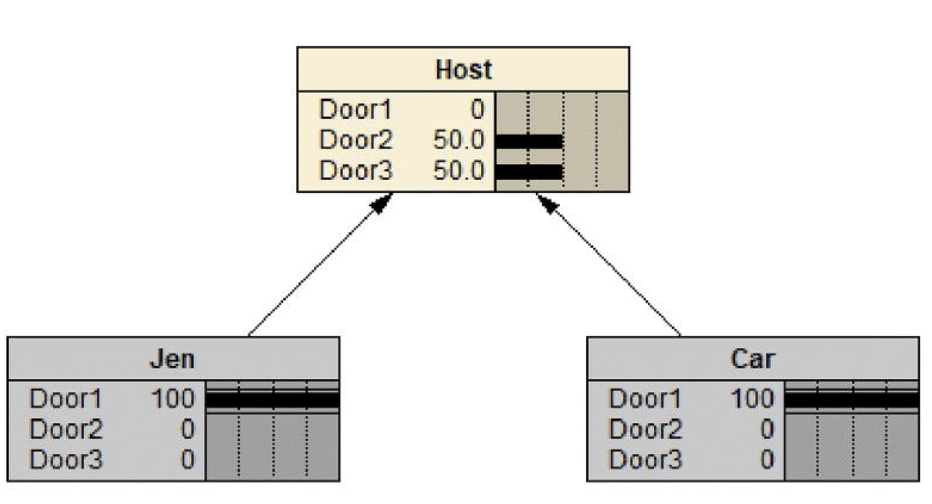 Host
Door1 0
Door2 50.0
Door3 50.0
Jen
Door1 100
Door2 0
Door3 0
Car
Door1 100
Door2 0
Door3 0